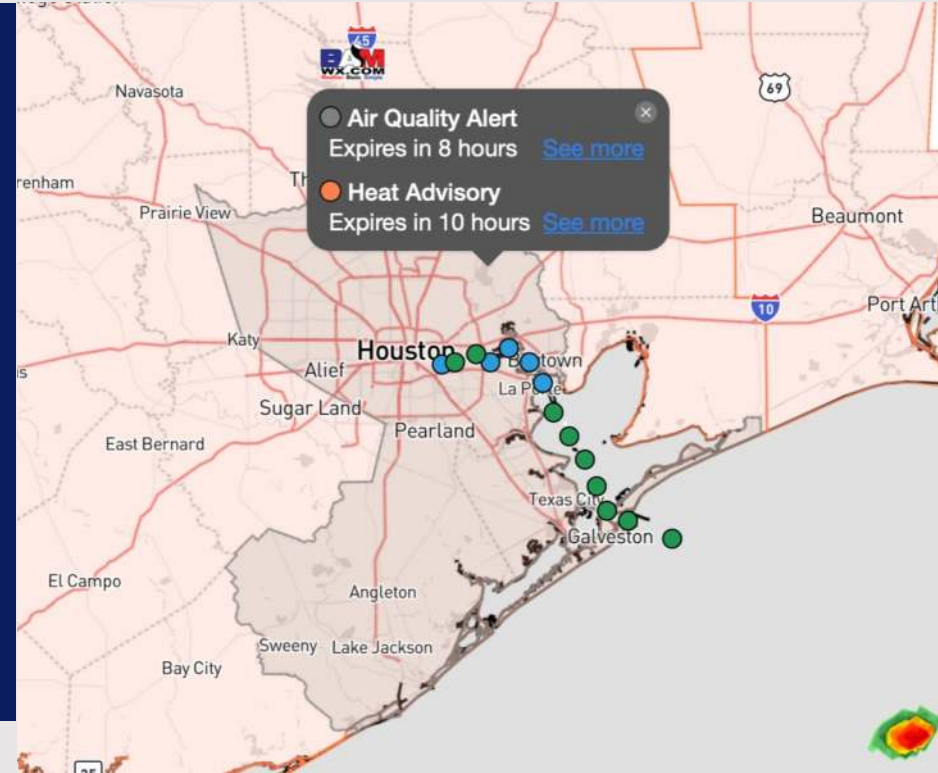 45
BAM
WX.COM
Navasota
69
Air Quality Alert
Expires in 8 hours See more
renham
Th
Heat Advisory
Prairie View
Expires in 10 hours See more
Beaumont
10
Port Art
Katy
Houston
Alief
town
La Porte
Sugar Land
Pearland
East Bernard
Texas City
Galveston
El Campo
Angleton
Sweeny
Lake Jackson
Bay City